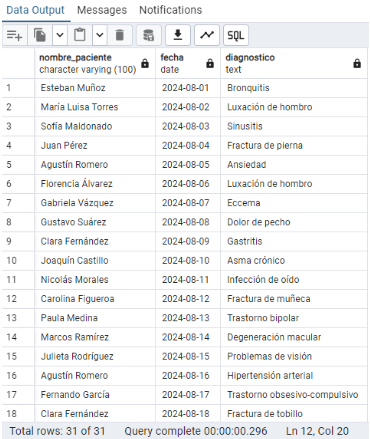 Data Output Messages Notifications
SQL
nombre_paciente fecha diagnostico
character varying (100) date text
1 Esteban Muñoz 2024-08-01 Bronquitis
2 María Luisa Torres 2024-08-02 Luxación de hombro
3 Sofía Maldonado 2024-08-03 Sinusitis
4 Juan Pérez 2024-08-04 Fractura de pierna
5 Agustín Romero 2024-08-05 Ansiedad
6 Florencia Álvarez 2024-08-06 Luxación de hombro
7 Gabriela Vázquez 2024-08-07 Eccema
8 Gustavo Suárez 2024-08-08 Dolor de pecho
9 Clara Fernández 2024-08-09 Gastritis
10 Joaquín Castillo 2024-08-10 Asma crónico
11 Nicolás Morales 2024-08-11 Infección de oído
12 Carolina Figueroa 2024-08-12 Fractura de muñeca
13 Paula Medina 2024-08-13 Trastorno bipolar
14 Marcos Ramírez 2024-08-14 Degeneración macular
15 Julieta Rodríguez 2024-08-15 Problemas de visión
16 Agustín Romero 2024-08-16 Hipertensión arterial
17 Fernando García 2024-08-17 Trastorno obsesivo-compulsivo
18 Clara Fernández 2024-08-18 Fractura de tobillo
Total rows: 31 of 31 Query complete 00:00:00.296 Ln 12, Col 20